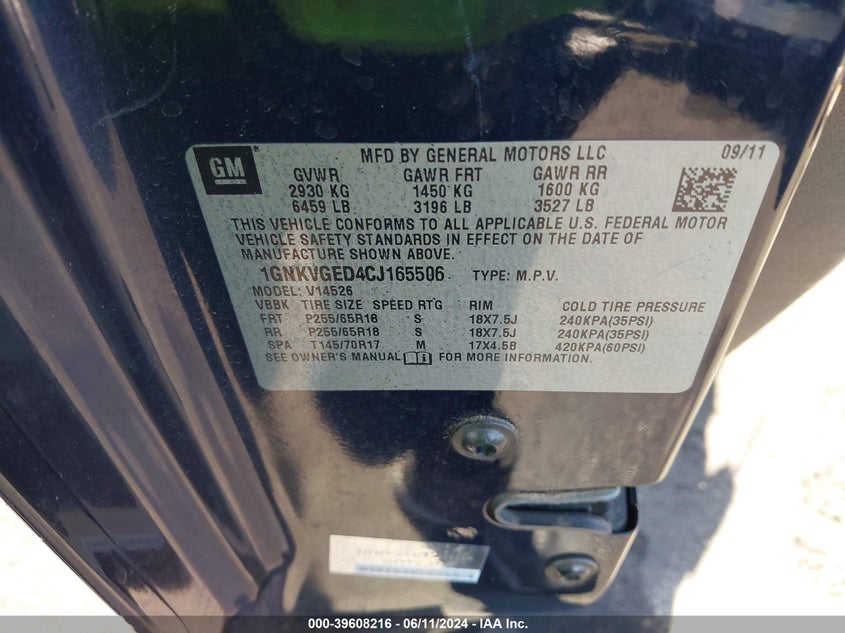 GM
MFD BY GENERAL MOTORS LLC 09/11
GVWR GAWR FRT GAWR RR
2930 KG 1450 KG 1600 KG
6459 LB 3196 LB 3527 LB
THIS VEHICLE CONFORMS TO ALL APPLICABLE U.S. FEDERAL MOTOR
VEHICLE SAFETY STANDARDS IN EFFECT ON THE DATE OF
MANUFACTURE SHOWN ABOVE.
1GNKVGED4CJ165506 TYPE: M.P.V.
MODEL: V14526
VBBK TIRE SIZE SPEED RTG RIM COLD TIRE PRESSURE
FRT P255/65R18 S 18X7.5J 240KPA(35PSI)
RR P255/65R18 S 18X7.5J 240KPA(35PSI)
SPA T145/70R17 M 17X4.5B 420KPA(60PSI)
SEE OWNER'S MANUAL FOR MORE INFORMATION.
000-39608216 - 06/11/2024 - IAA Inc.